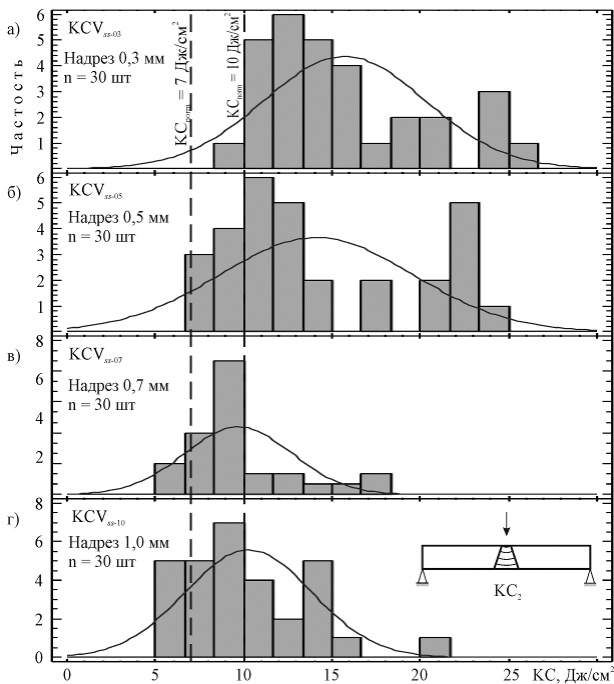 а)
KCVss-03
Надрез 0,3 мм
n = 30 шт
KCnorm = 7 Дж/см2
KCnorm = 10 Дж/см2
Частость
6
5
4
3
2
1
б)
KCVss-05
Надрез 0,5 мм
n = 30 шт
6
5
4
3
2
1
0
в)
KCVss-07
Надрез 0,7 мм
n = 30 шт
8
6
4
2
г)
KCVss-10
Надрез 1,0 мм
n = 30 шт
KC2
8
6
4
2
0
0 5 10 15 20 25 KC, Дж/см2